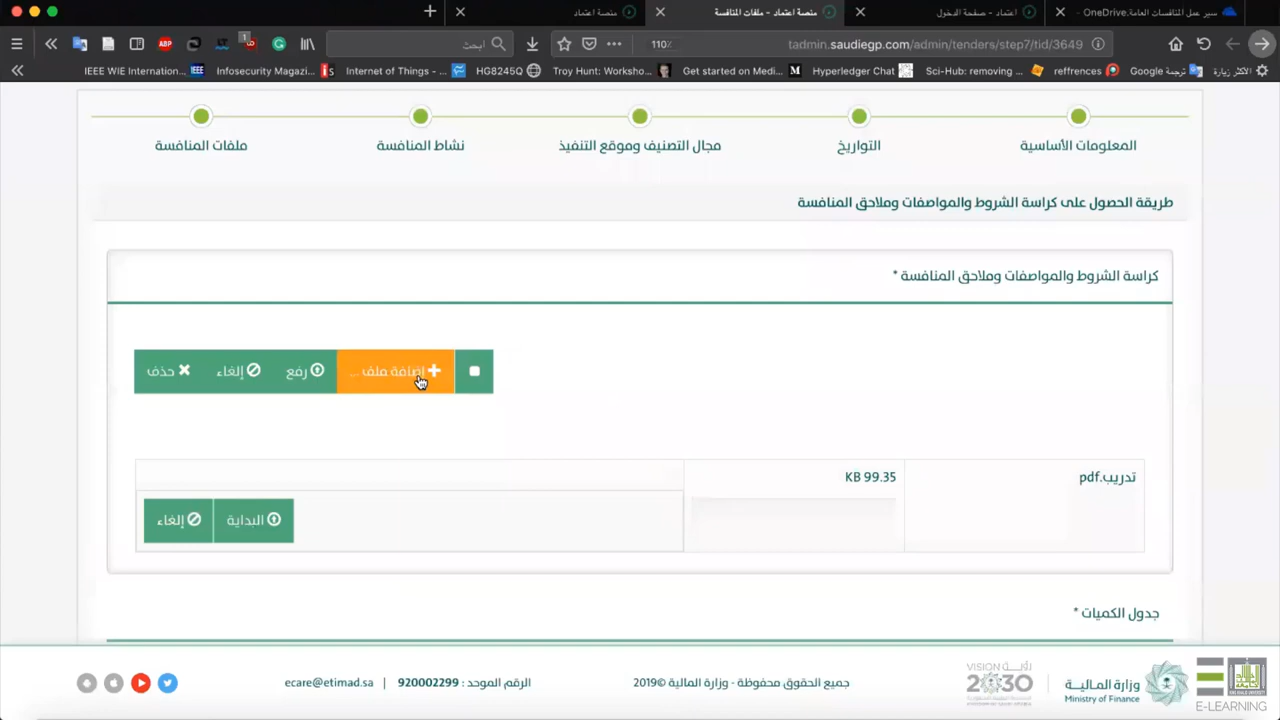 سير عمل المنافسات العامة.OneDrive
اعتماد - صفحة الدخول
منصة اعتماد - ملفات المنافسة
منصة اعتماد
tadmin.saudiegp.com/admin/tenders/step7/tid/3649
110%
ابحث
ABP
1
الأكثر زيارة
ترجمة Google
reffrences
Sci-Hub: removing ...
Hyperledger Chat
Get started on Medi...
Troy Hunt: Worksho...
HG8245Q
Internet of Things - ...
Infosecurity Magazi...
IEEE WIE Internation...
المعلومات الأساسية
التواريخ
مجال التصنيف وموقع التنفيذ
نشاط المنافسة
ملفات المنافسة
طريقة الحصول على كراسة الشروط والمواصفات وملاحق المنافسة
كراسة الشروط والمواصفات وملاحق المنافسة *
إضافة ملف ...
رفع
إلغاء
حذف
تدريب.pdf
KB 99.35
البداية
إلغاء
جدول الكميات *
وزارة المالية
Ministry of Finance
رؤية VISION
2030
جميع الحقوق محفوظة - وزارة المالية ©2019
الرقم الموحد : 920002299 | ecare@etimad.sa
E-LEARNING